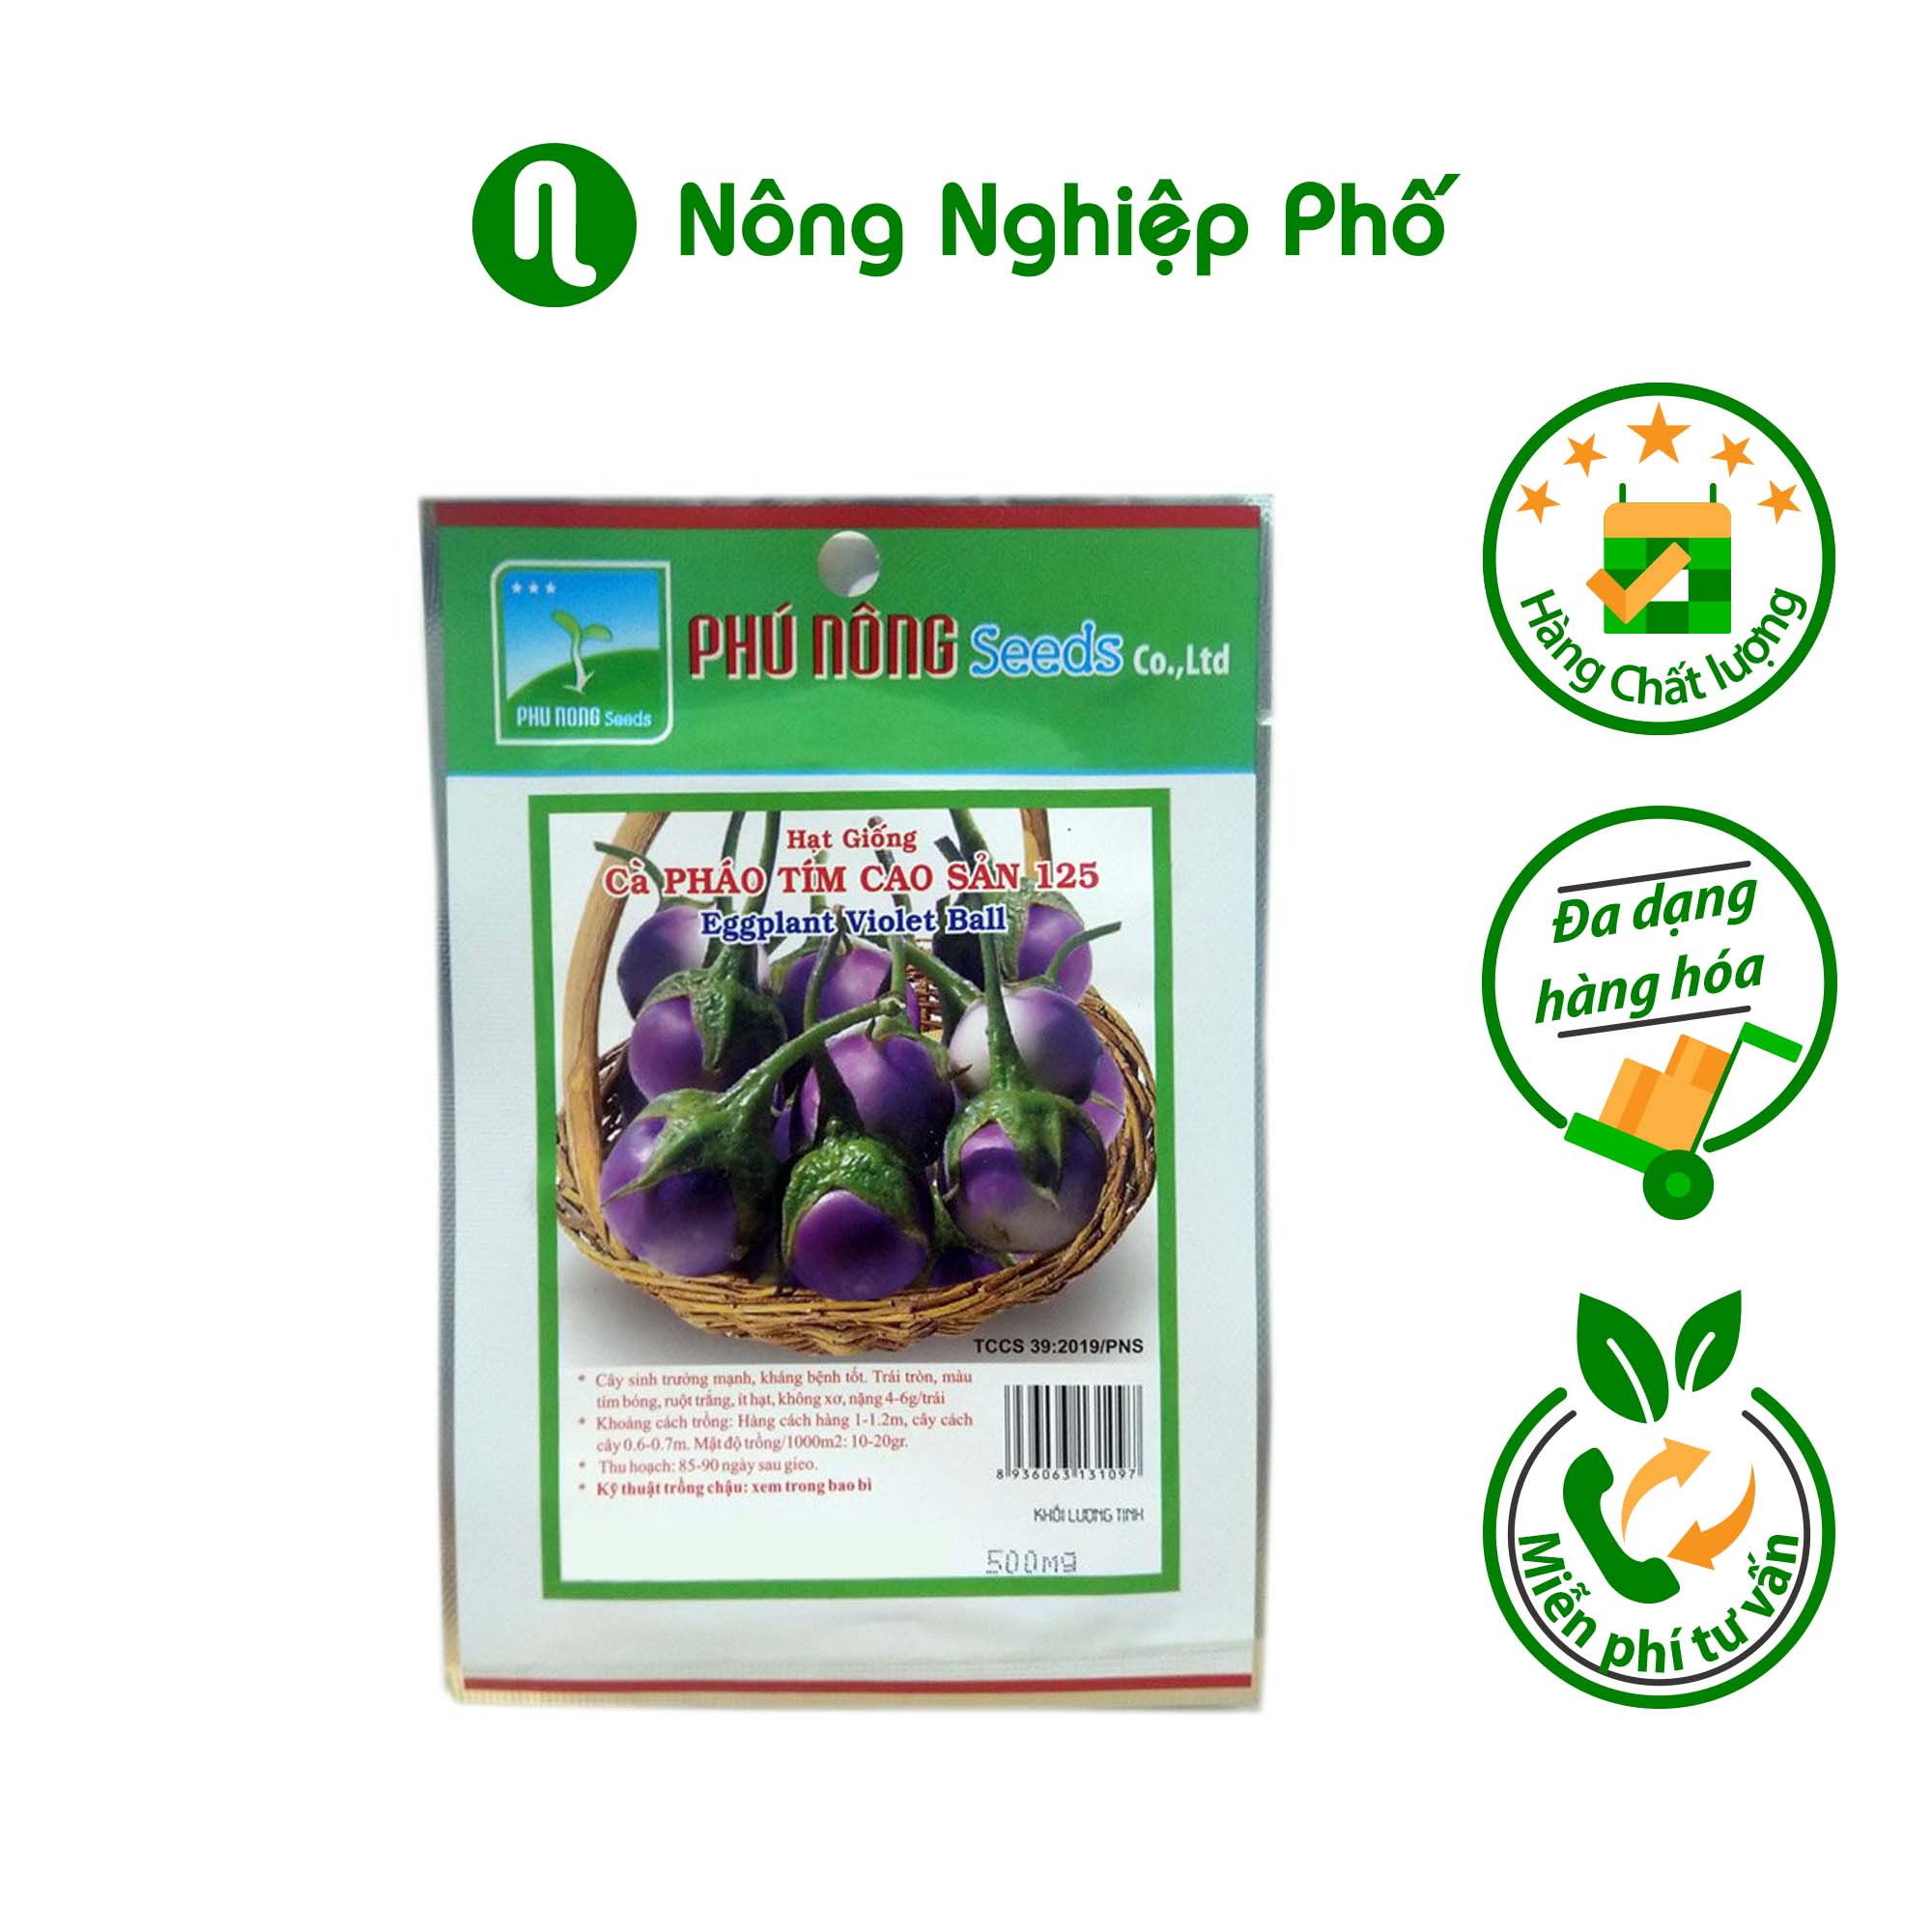 Nông Nghiệp Phố
PHÚ NÔNG Seeds Co.,Ltd
PHU NONG Seeds
Hạt Giống
Cà PHÁO TÍM CAO SẢN 125
Eggplant Violet Ball
TCCS 39:2019/PNS
* Cây sinh trưởng mạnh, kháng bệnh tốt. Trái tròn, màu
tím bóng, ruột trắng, ít hạt, không xơ, nặng 4-6g/trái
* Khoảng cách trồng: Hàng cách hàng 1-1.2m, cây cách
cây 0.6-0.7m. Mật độ trồng/1000m2: 10-20gr.
* Thu hoạch: 85-90 ngày sau gieo.
* Kỹ thuật trồng chậu: xem trong bao bì
8 936063 131097
KHỐI LƯỢNG TỊNH
500mg
Hàng Chất lượng
Đa dạng
hàng hóa
Miễn phí tư vấn